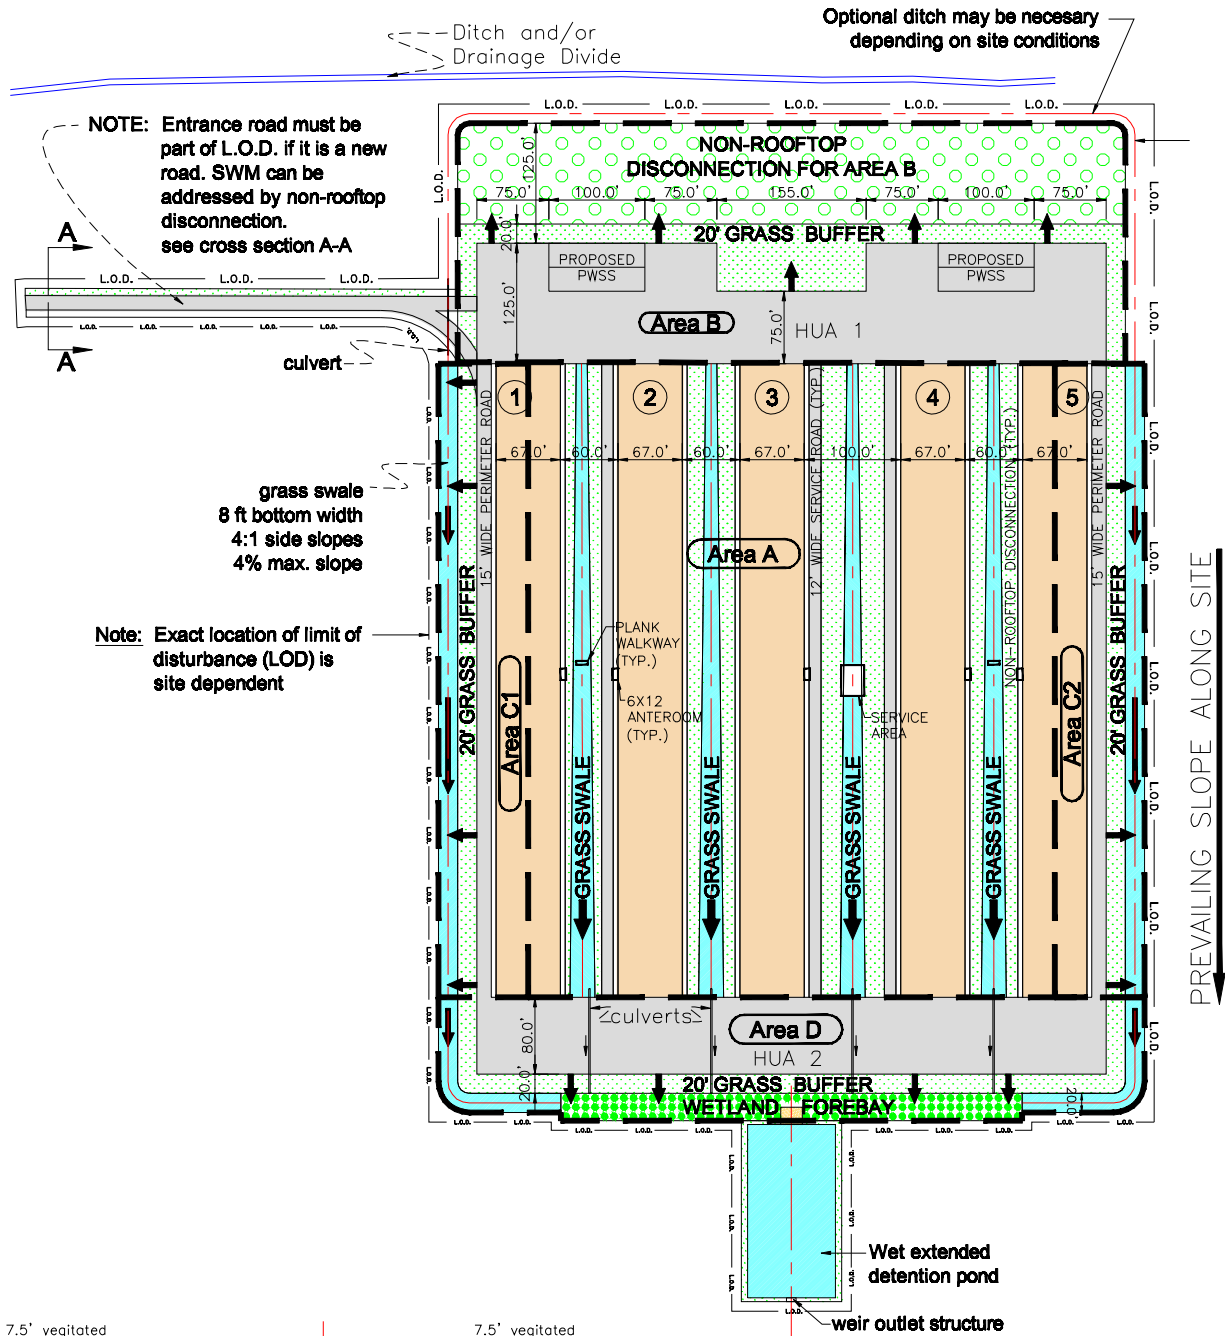 Ditch and/or
Drainage Divide
Optional ditch may be necesary
depending on site conditions
L.O.D. L.O.D. L.O.D. L.O.D. L.O.D.
NOTE: Entrance road must be
part of L.O.D. if it is a new
road. SWM can be
addressed by non-rooftop
disconnection.
see cross section A-A
NON-ROOFTOP
DISCONNECTION FOR AREA B
125.0'
L.O.D.
L.O.D.
75.0' 100.0' 75.0' 155.0' 75.0' 100.0' 75.0'
20.0'
20' GRASS BUFFER
A
PROPOSED
PWSS
PROPOSED
PWSS
L.O.D. L.O.D. L.O.D.
125.0'
75.0'
Area B
HUA 1
L.O.D.
L.O.D. L.O.D. L.O.D. L.O.D. L.O.D. L.O.D.
A
culvert
1 2 3 4 5
15' WIDE PERIMETER ROAD
12' WIDE SERVICE ROAD (TYP.)
NON-ROOFTOP DISCONNECTION (TYP.)
15' WIDE PERIMETER ROAD
67.0' 60.0' 67.0' 60.0' 67.0' 100.0' 67.0' 60.0' 67.0'
grass swale
8 ft bottom width
4:1 side slopes
4% max. slope
Area A
20' GRASS BUFFER
20' GRASS BUFFER
PREVAILING SLOPE ALONG SITE
Note: Exact location of limit of
disturbance (LOD) is
site dependent
PLANK
WALKWAY
(TYP.)
Area C1
Area C2
6X12
ANTEROOM
(TYP.)
SERVICE
AREA
GRASS SWALE
GRASS SWALE
GRASS SWALE
GRASS SWALE
L.O.D.
L.O.D.
L.O.D.
L.O.D.
L.O.D.
L.O.D.
culverts
Area D
HUA 2
80.0'
20.0'
20' GRASS BUFFER
20.0'
WETLAND FOREBAY
L.O.D. L.O.D. L.O.D. L.O.D. L.O.D. L.O.D.
L.O.D. L.O.D.
L.O.D. L.O.D.
L.O.D. L.O.D.
Wet extended
detention pond
L.O.D.
weir outlet structure
7.5' vegitated
7.5' vegitated